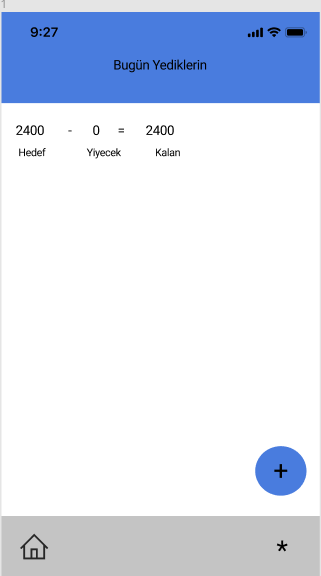 1
9:27
Bugün Yediklerin
2400 - 0 = 2400
Hedef Yiyecek Kalan
+
*